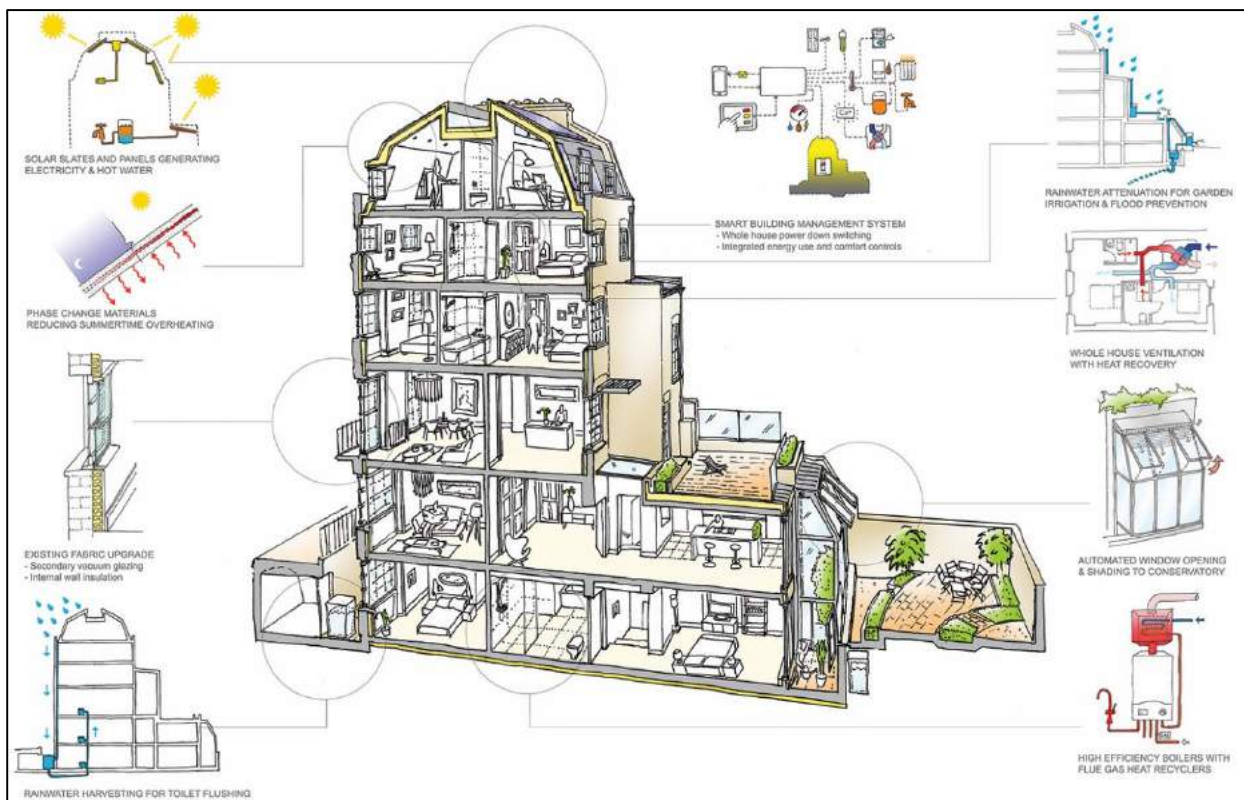 SOLAR SLATES AND PANELS GENERATING
ELECTRICITY & HOT WATER
PHASE CHANGE MATERIALS
REDUCING SUMMERTIME OVERHEATING
EXISTING FABRIC UPGRADE
- Secondary vacuum glazing
- Internal wall insulation
RAINWATER HARVESTING FOR TOILET FLUSHING
SMART BUILDING MANAGEMENT SYSTEM
- Whole house power down switching
- Integrated energy use and comfort controls
RAINWATER ATTENUATION FOR GARDEN
IRRIGATION & FLOOD PREVENTION
WHOLE HOUSE VENTILATION
WITH HEAT RECOVERY
AUTOMATED WINDOW OPENING
& SHADING TO CONSERVATORY
HIGH EFFICIENCY BOILERS WITH
FLUE GAS HEAT RECYCLERS